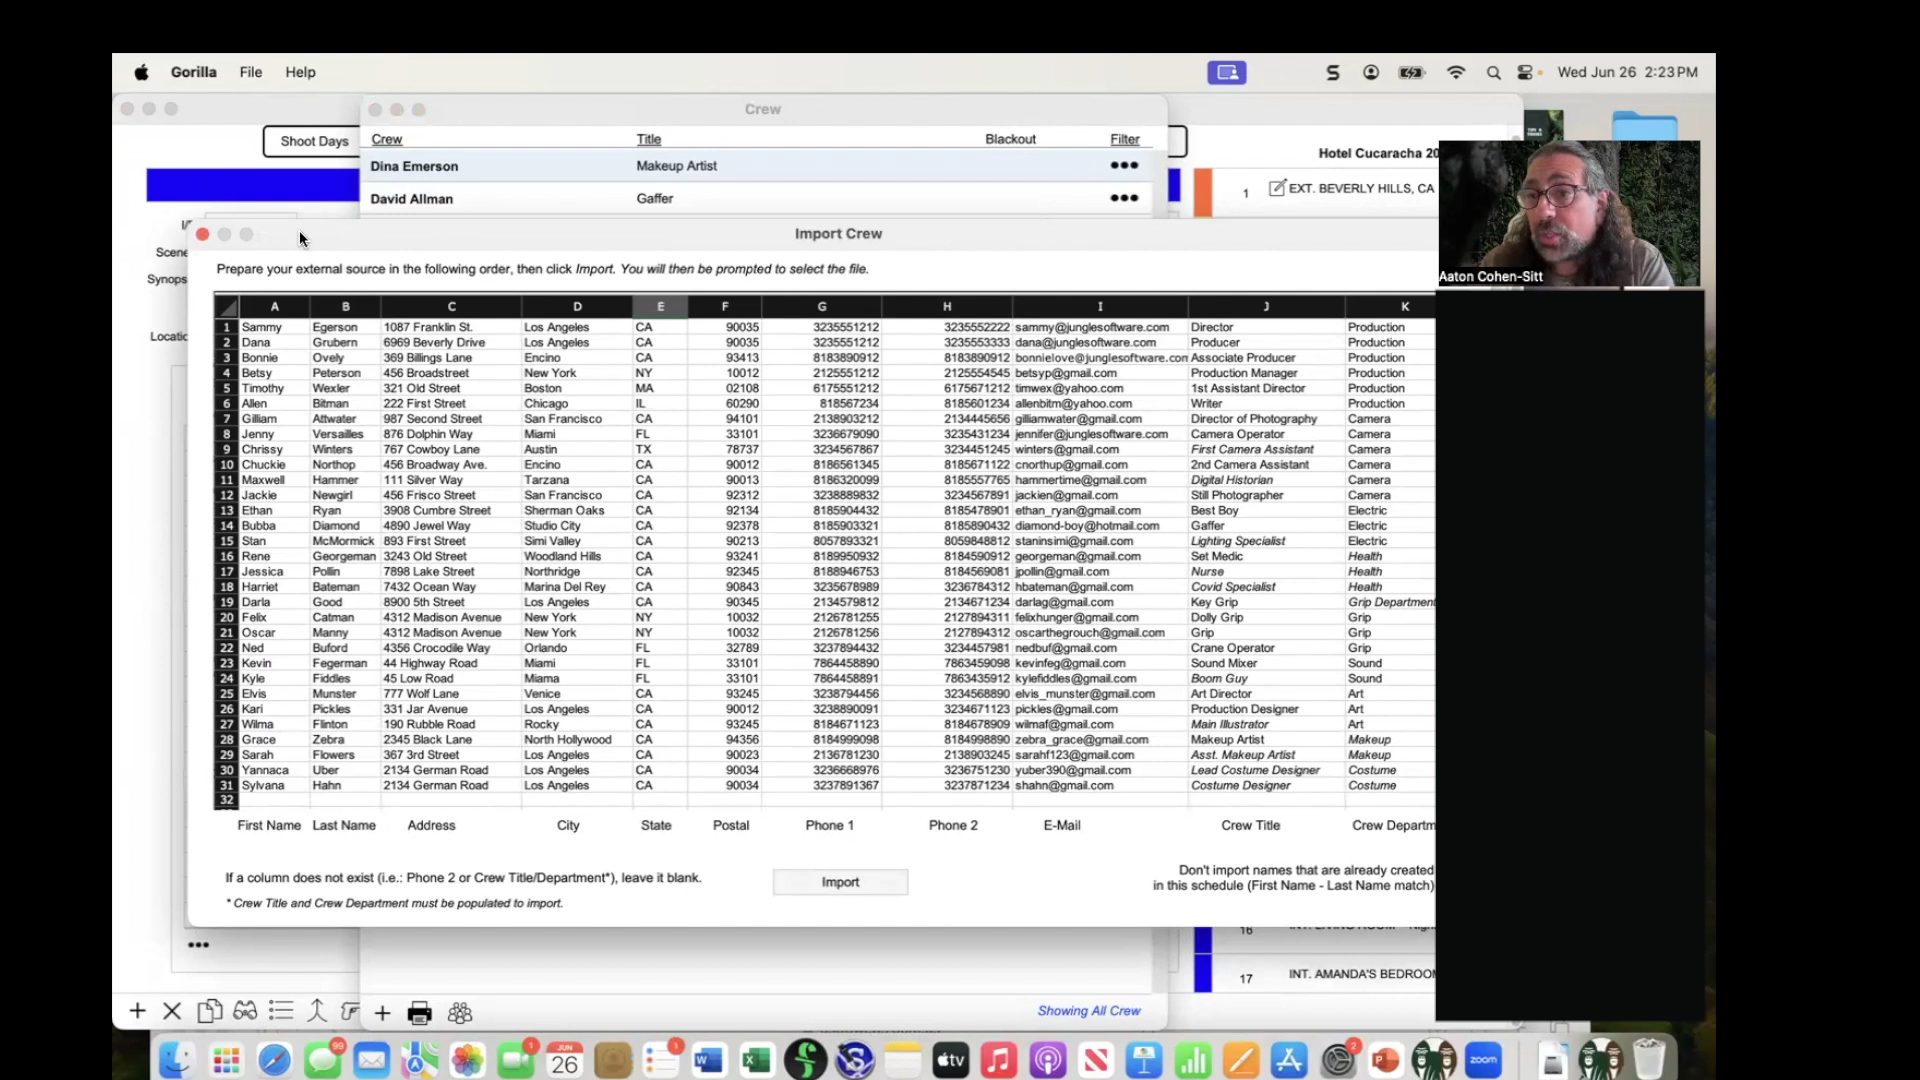 Gorilla File Help Wed Jun 26 2:23 PM
Crew
Shoot Days Crew Title Blackout Filter
Hotel Cucaracha 20
Dina Emerson Makeup Artist
1 EXT. BEVERLY HILLS, CA
David Allman Gaffer
Import Crew
Scene
Synops
Prepare your external source in the following order, then click Import. You will then be prompted to select the file.
Aaton Cohen-Sitt
A B C D E F G H I J K
1 Sammy Egerson 1087 Franklin St. Los Angeles CA 90035 3235551212 3235552222 sammy@junglesoftware.com Director Production
2 Dana Grubern 6969 Beverly Drive Los Angeles CA 90035 3235551212 3235553333 dana@junglesoftware.com Producer Production
3 Bonnie Ovely 369 Billings Lane Encino CA 93413 8183890912 8183890912 bonnielove@junglesoftware.com Associate Producer Production
4 Betsy Peterson 456 Broadstreet New York NY 10012 2125551212 2125554545 betsyp@gmail.com Production Manager Production
5 Timothy Wexler 321 Old Street Boston MA 02108 6175551212 6175671212 timwex@yahoo.com 1st Assistant Director Production
6 Allen Bitman 222 First Street Chicago IL 60290 818567234 8185601234 allenbitm@yahoo.com Writer Production
7 Gilliam Attwater 987 Second Street San Francisco CA 94101 2138903212 2134445656 gilliamwater@gmail.com Director of Photography Camera
8 Jenny Versailles 876 Dolphin Way Miami FL 33101 3236679090 3235431234 jennifer@junglesoftware.com Camera Operator Camera
9 Chrissy Winters 767 Cowboy Lane Austin TX 78737 3234567867 3234451245 winters@gmail.com First Camera Assistant Camera
10 Chuckie Northop 456 Broadway Ave. Encino CA 90012 8186561345 8185671122 cnorthup@gmail.com 2nd Camera Assistant Camera
11 Maxwell Hammer 111 Silver Way Tarzana CA 90013 8186320099 8185557765 hammertime@gmail.com Digital Historian Camera
12 Jackie Newgirl 456 Frisco Street San Francisco CA 92312 3238889832 3234567891 jackien@gmail.com Still Photographer Camera
13 Ethan Ryan 3908 Cumbre Street Sherman Oaks CA 92134 8185904432 8185478901 ethan_ryan@gmail.com Best Boy Electric
14 Bubba Diamond 4890 Jewel Way Studio City CA 92378 8185903321 8185890432 diamond-boy@hotmail.com Gaffer Electric
15 Stan McMormick 893 First Street Simi Valley CA 90213 8057893321 8059848812 staninsimi@gmail.com Lighting Specialist Electric
16 Rene Georgeman 3243 Old Street Woodland Hills CA 93241 8189950932 8184590912 georgeman@gmail.com Set Medic Health
17 Jessica Pollin 7898 Lake Street Northridge CA 92345 8188946753 8184569081 jpollin@gmail.com Nurse Health
18 Harriet Bateman 7432 Ocean Way Marina Del Rey CA 90843 3235678989 3236784312 hbateman@gmail.com Covid Specialist Health
19 Darla Good 8900 5th Street Los Angeles CA 90345 2134579812 2134671234 darlag@gmail.com Key Grip Grip Department
20 Felix Catman 4312 Madison Avenue New York NY 10032 2126781255 2127894311 felixhunger@gmail.com Dolly Grip Grip
21 Oscar Manny 4312 Madison Avenue New York NY 10032 2126781256 2127894312 oscarthegrouch@gmail.com Grip Grip
22 Ned Buford 4356 Crocodile Way Orlando FL 32789 3237894432 3234457981 nedbuf@gmail.com Crane Operator Grip
23 Kevin Fegerman 44 Highway Road Miami FL 33101 7864458890 7863459098 kevinfeg@gmail.com Sound Mixer Sound
24 Kyle Fiddles 45 Low Road Miama FL 33101 7864458891 7863435912 kylefiddles@gmail.com Boom Guy Sound
25 Elvis Munster 777 Wolf Lane Venice CA 93245 3238794456 3234568890 elvis_munster@gmail.com Art Director Art
26 Kari Pickles 331 Jar Avenue Los Angeles CA 90012 3238890091 3234671123 pickles@gmail.com Production Designer Art
27 Wilma Flinton 190 Rubble Road Rocky CA 93245 8184671123 8184678909 wilmaf@gmail.com Main Illustrator Art
28 Grace Zebra 2345 Black Lane North Hollywood CA 94356 8184999098 8184998890 zebra_grace@gmail.com Makeup Artist Makeup
29 Sarah Flowers 367 3rd Street Los Angeles CA 90023 2136781230 2138903245 sarahf123@gmail.com Asst. Makeup Artist Makeup
30 Yannaca Uber 2134 German Road Los Angeles CA 90034 3236668976 3236751230 yuber390@gmail.com Lead Costume Designer Costume
31 Sylvana Hahn 2134 German Road Los Angeles CA 90034 3237891367 3237871234 shahn@gmail.com Costume Designer Costume
32
First Name Last Name Address City State Postal Phone 1 Phone 2 E-Mail Crew Title Crew Departm
If a column does not exist (i.e.: Phone 2 or Crew Title/Department*), leave it blank.
Import
Don't import names that are already created
in this schedule (First Name - Last Name match)
* Crew Title and Crew Department must be populated to import.
16
17 INT. AMANDA'S BEDROOM
Showing All Crew
99 1 JUN 26 1 tv 2 zoom